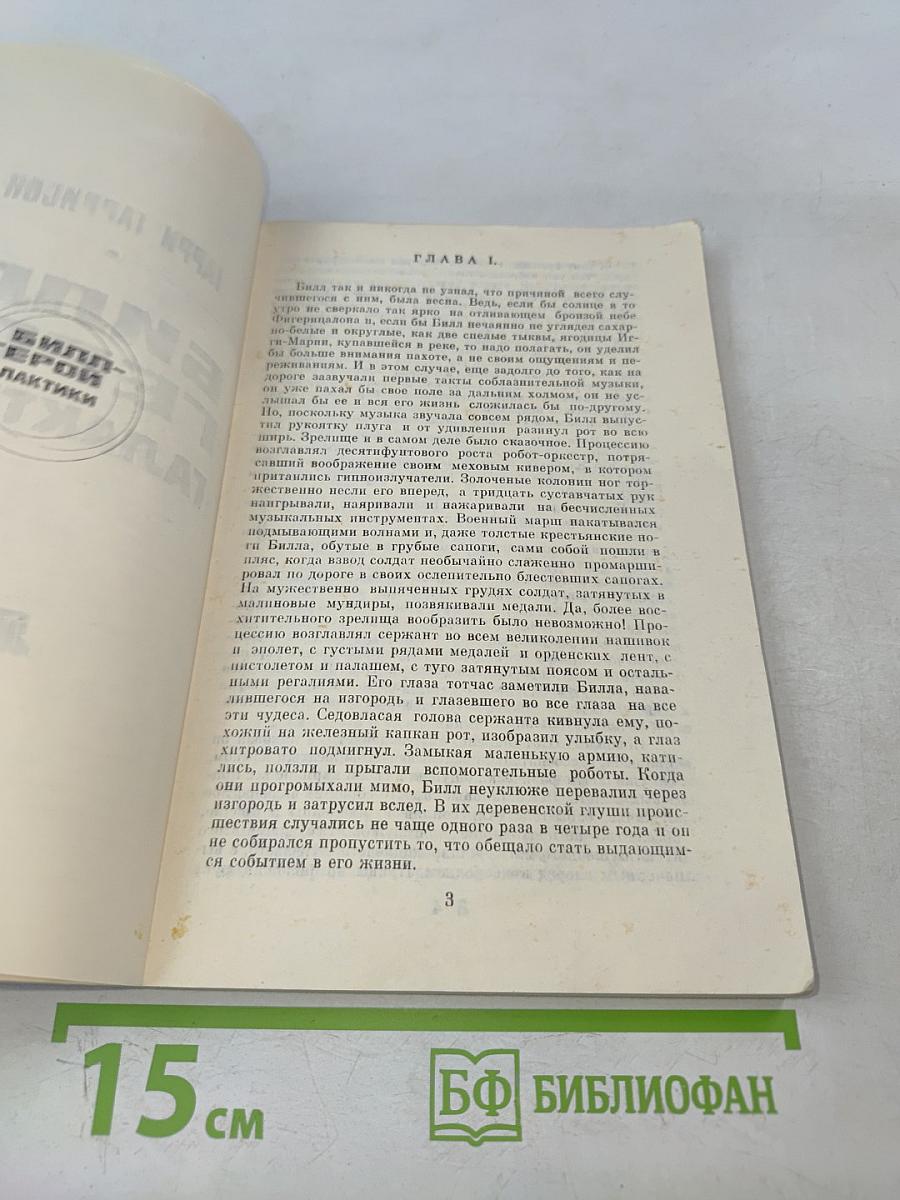 ГЛАВА I.
Билл так и никогда не узнал, что причиной всего слу-
чившегося с ним, была весна. Ведь, если бы солнце в то
утро не сверкало так ярко на отливающем бронзой небе
Фигеринадона и, если бы Билл нечаянно не углядел сахар-
но-белые и округлые, как две спелые тыквы, ягодицы Иг-
ги-Марии, купавшейся в реке, то надо полагать, он уделил
бы больше внимания пахоте, а не своим ощущениям и пе-
реживаниям. И в этом случае, еще задолго до того, как на
дороге зазвучали первые такты соблазнительной музыки,
он уже пахал бы свое поле за дальним холмом, он не ус-
лышал бы ее и вся его жизнь сложилась бы по-другому.
Но, поскольку музыка звучала совсем рядом, Билл выпус-
тил рукоятку плуга и от удивления разинул рот во всю
ширь. Зрелище и в самом деле было сказочное. Процессию
возглавлял десятифунтового роста робот-оркестр, потря-
савший воображение своим меховым кивером, в котором
притаились гипноизлучатели. Золоченые колонии ног тор-
жественно несли его вперед, а тридцать суставчатых рук
наигрывали, наяривали и нажаривали на бесчисленных
музыкальных инструментах. Военный марш накатывался
подмывающими волнами и, даже толстые крестьянские но-
ги Билла, обутые в грубые сапоги, сами собой пошли в
пляс, когда взвод солдат необычайно слаженно промарши-
ровал по дороге в своих ослепительно блестевших сапогах.
На мужественно выпяченных грудях солдат, затянутых в
малиновые мундиры, позвякивали медали. Да, более вос-
хитительного зрелища вообразить было невозможно! Про-
цессию возглавлял сержант во всем великолепии нашивок
и эполет, с густыми рядами медалей и орденских лент, с
пистолетом и палашем, с туго затянутым поясом и осталь-
ными регалиями. Его глаза тотчас заметили Билла, нава-
лившегося на изгородь и глазевшего во все глаза на все
эти чудеса. Седовласая голова сержанта кивнула ему, по-
хожий на железный капкан рот, изобразил улыбку, а глаз
хитровато подмигнул. Замыкая маленькую армию, кати-
лись, ползли и прыгали вспомогательные роботы. Когда
они прогромыхали мимо, Билл неуклюже перевалил через
изгородь и затрусил вслед. В их деревенской глуши проис-
шествия случались не чаще одного раза в четыре года и он
не собирался пропустить то, что обещало стать выдающим-
ся событием в его жизни.
3
БИЛЛ-
ГЕРОЙ
ЛАКТИКИ
ГАРРИ ГАРРИСОН
15 см
БФ БИБЛИОФАН